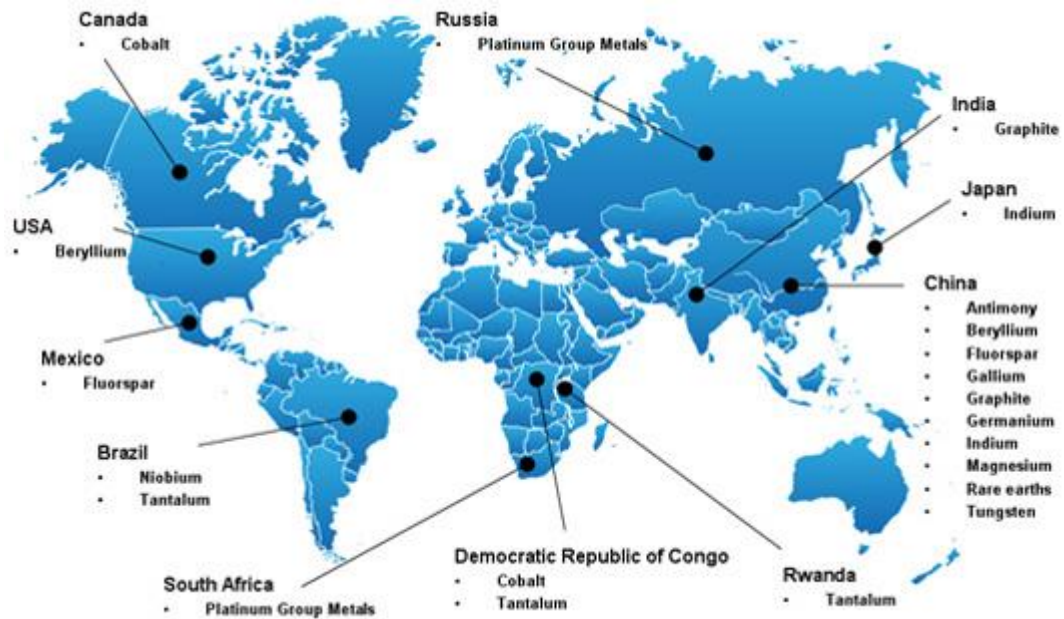 Canada
• Cobalt
Russia
• Platinum Group Metals
India
• Graphite
Japan
• Indium
USA
• Beryllium
China
• Antimony
• Beryllium
• Fluorspar
• Gallium
• Graphite
• Germanium
• Indium
• Magnesium
• Rare earths
• Tungsten
Mexico
• Fluorspar
Brazil
• Niobium
• Tantalum
South Africa
• Platinum Group Metals
Democratic Republic of Congo
• Cobalt
• Tantalum
Rwanda
• Tantalum